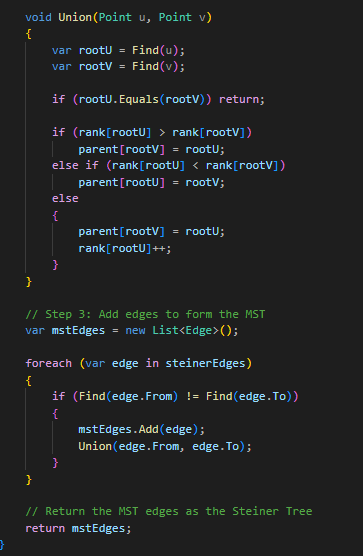 void Union(Point u, Point v)
{
var rootU = Find(u);
var rootV = Find(v);
if (rootU.Equals(rootV)) return;
if (rank[rootU] > rank[rootV])
parent[rootV] = rootU;
else if (rank[rootU] < rank[rootV])
parent[rootU] = rootV;
else
{
parent[rootV] = rootU;
rank[rootU]++;
}
}
// Step 3: Add edges to form the MST
var mstEdges = new List<Edge>();
foreach (var edge in steinerEdges)
{
if (Find(edge.From) != Find(edge.To))
{
mstEdges.Add(edge);
Union(edge.From, edge.To);
}
}
// Return the MST edges as the Steiner Tree
return mstEdges;
}